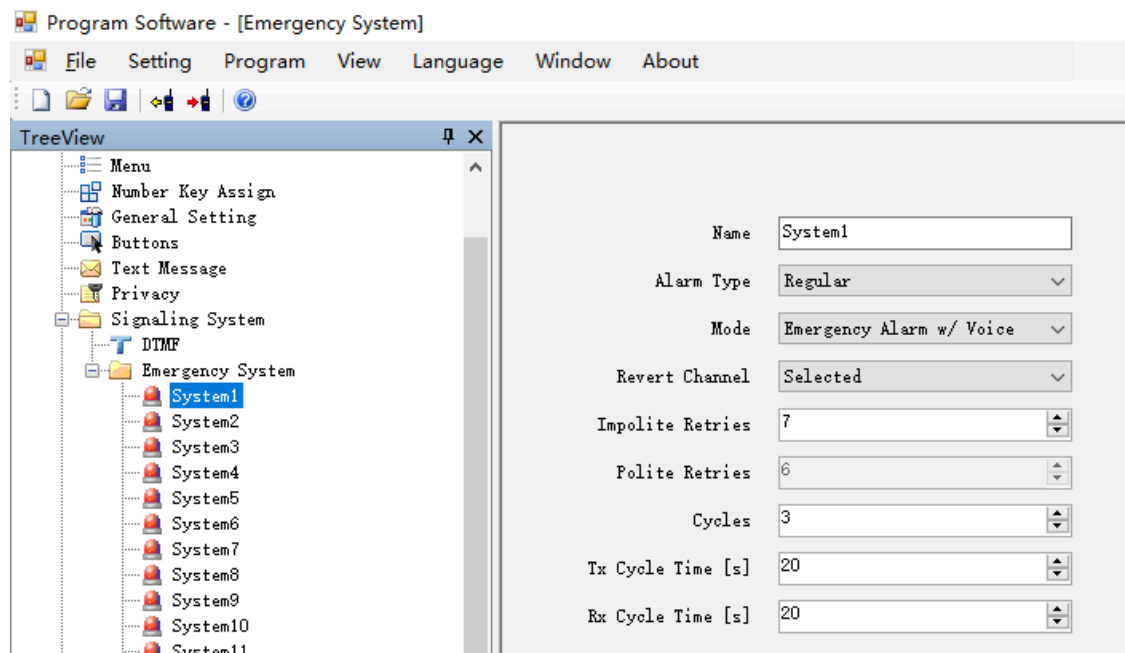 Program Software - [Emergency System]
File Setting Program View Language Window About
TreeView
Menu
Number Key Assign
General Setting
Buttons
Text Message
Privacy
Signaling System
DTMF
Emergency System
System1
System2
System3
System4
System5
System6
System7
System8
System9
System10
System11
Name System1
Alarm Type Regular
Mode Emergency Alarm w/ Voice
Revert Channel Selected
Impolite Retries 7
Polite Retries 6
Cycles 3
Tx Cycle Time [s] 20
Rx Cycle Time [s] 20